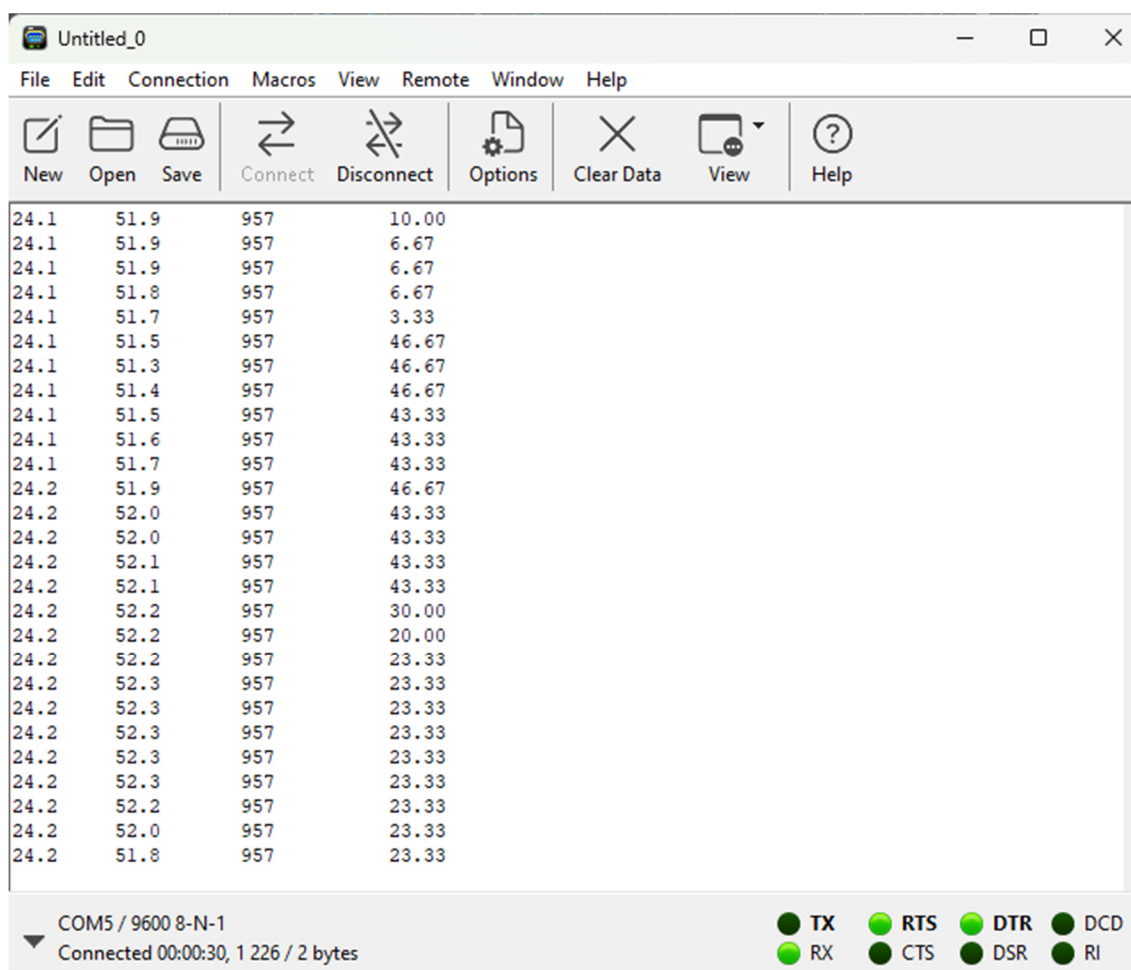 Untitled_0
File Edit Connection Macros View Remote Window Help
New Open Save Connect Disconnect Options Clear Data View Help
24.1 51.9 957 10.00
24.1 51.9 957 6.67
24.1 51.9 957 6.67
24.1 51.8 957 6.67
24.1 51.7 957 3.33
24.1 51.5 957 46.67
24.1 51.3 957 46.67
24.1 51.4 957 46.67
24.1 51.5 957 43.33
24.1 51.6 957 43.33
24.1 51.7 957 43.33
24.2 51.9 957 46.67
24.2 52.0 957 43.33
24.2 52.0 957 43.33
24.2 52.1 957 43.33
24.2 52.1 957 43.33
24.2 52.2 957 30.00
24.2 52.2 957 20.00
24.2 52.2 957 23.33
24.2 52.3 957 23.33
24.2 52.3 957 23.33
24.2 52.3 957 23.33
24.2 52.3 957 23.33
24.2 52.3 957 23.33
24.2 52.2 957 23.33
24.2 52.0 957 23.33
24.2 51.8 957 23.33
COM5 / 9600 8-N-1
Connected 00:00:30, 1 226 / 2 bytes
TX RTS DTR DCD
RX CTS DSR RI